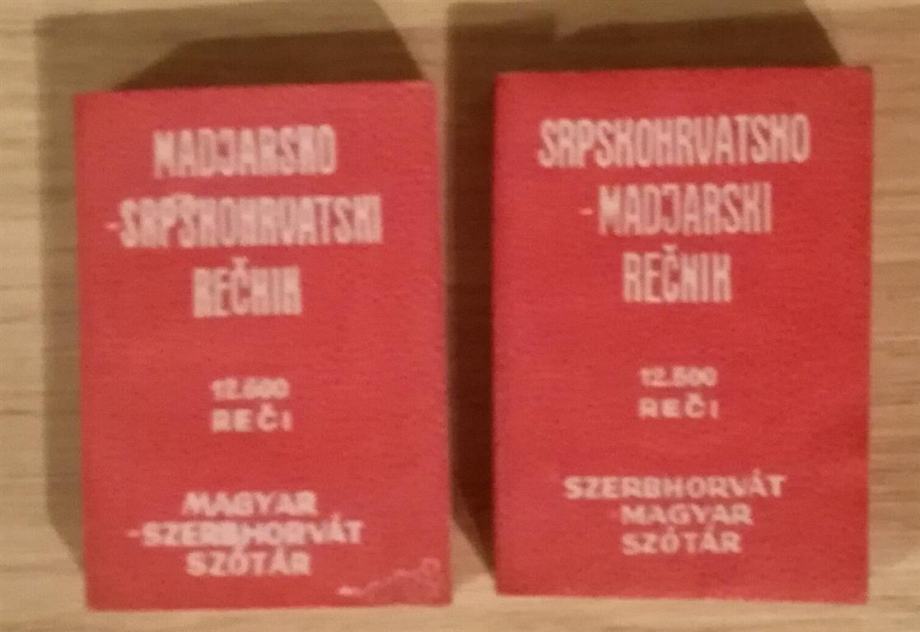 MADJARSKO
-SRPSKOHRVATSKI
REČNIK
12.500
REČI
MAGYAR
-SZERBHORVÁT
SZÓTÁR
SRPSKOHRVATSKO
-MADJARSKI
REČNIK
12.500
REČI
SZERBHORVÁT
-MAGYAR
SZÓTÁR